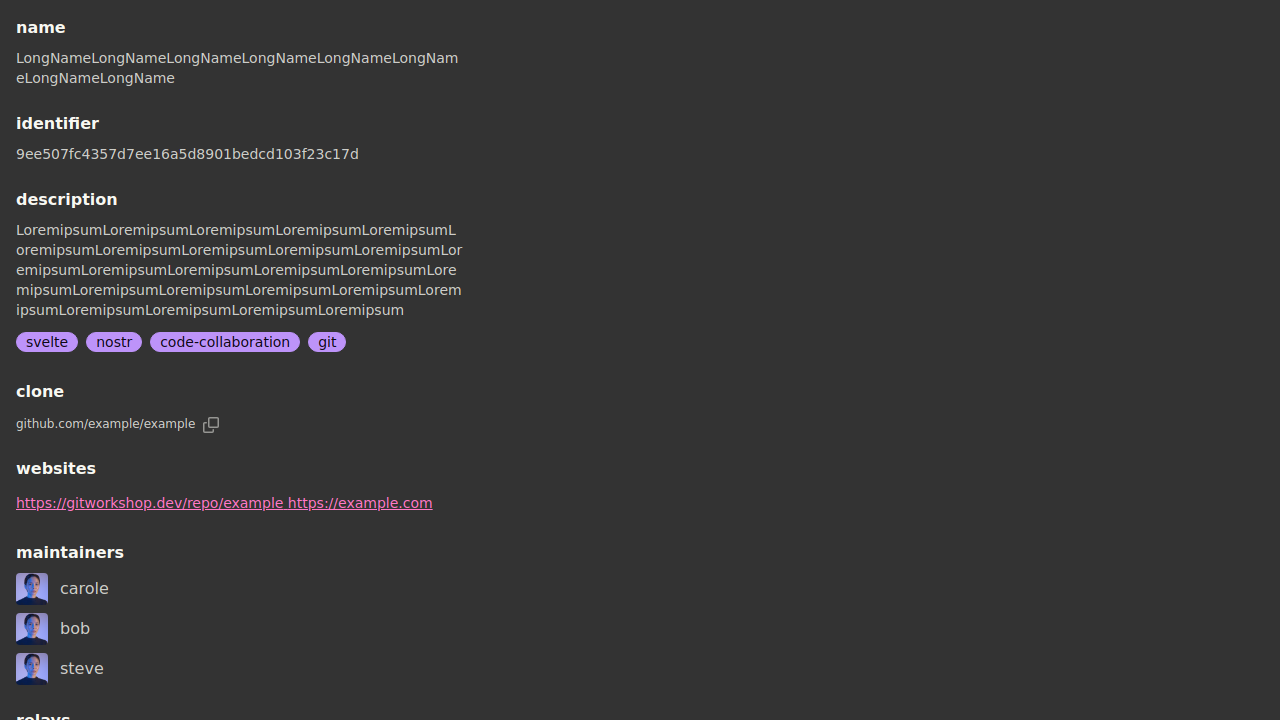 name
LongNameLongNameLongNameLongNameLongNameLongNam
eLongNameLongName
identifier
9ee507fc4357d7ee16a5d8901bedcd103f23c17d
description
LoremipsumLoremipsumLoremipsumLoremipsumLoremipsumL
oremipsumLoremipsumLoremipsumLoremipsumLoremipsumLor
emipsumLoremipsumLoremipsumLoremipsumLoremipsumLore
mipsumLoremipsumLoremipsumLoremipsumLoremipsumLorem
ipsumLoremipsumLoremipsumLoremipsumLoremipsum
svelte nostr code-collaboration git
clone
github.com/example/example
websites
https://gitworkshop.dev/repo/example https://example.com
maintainers
carole
bob
steve
relays